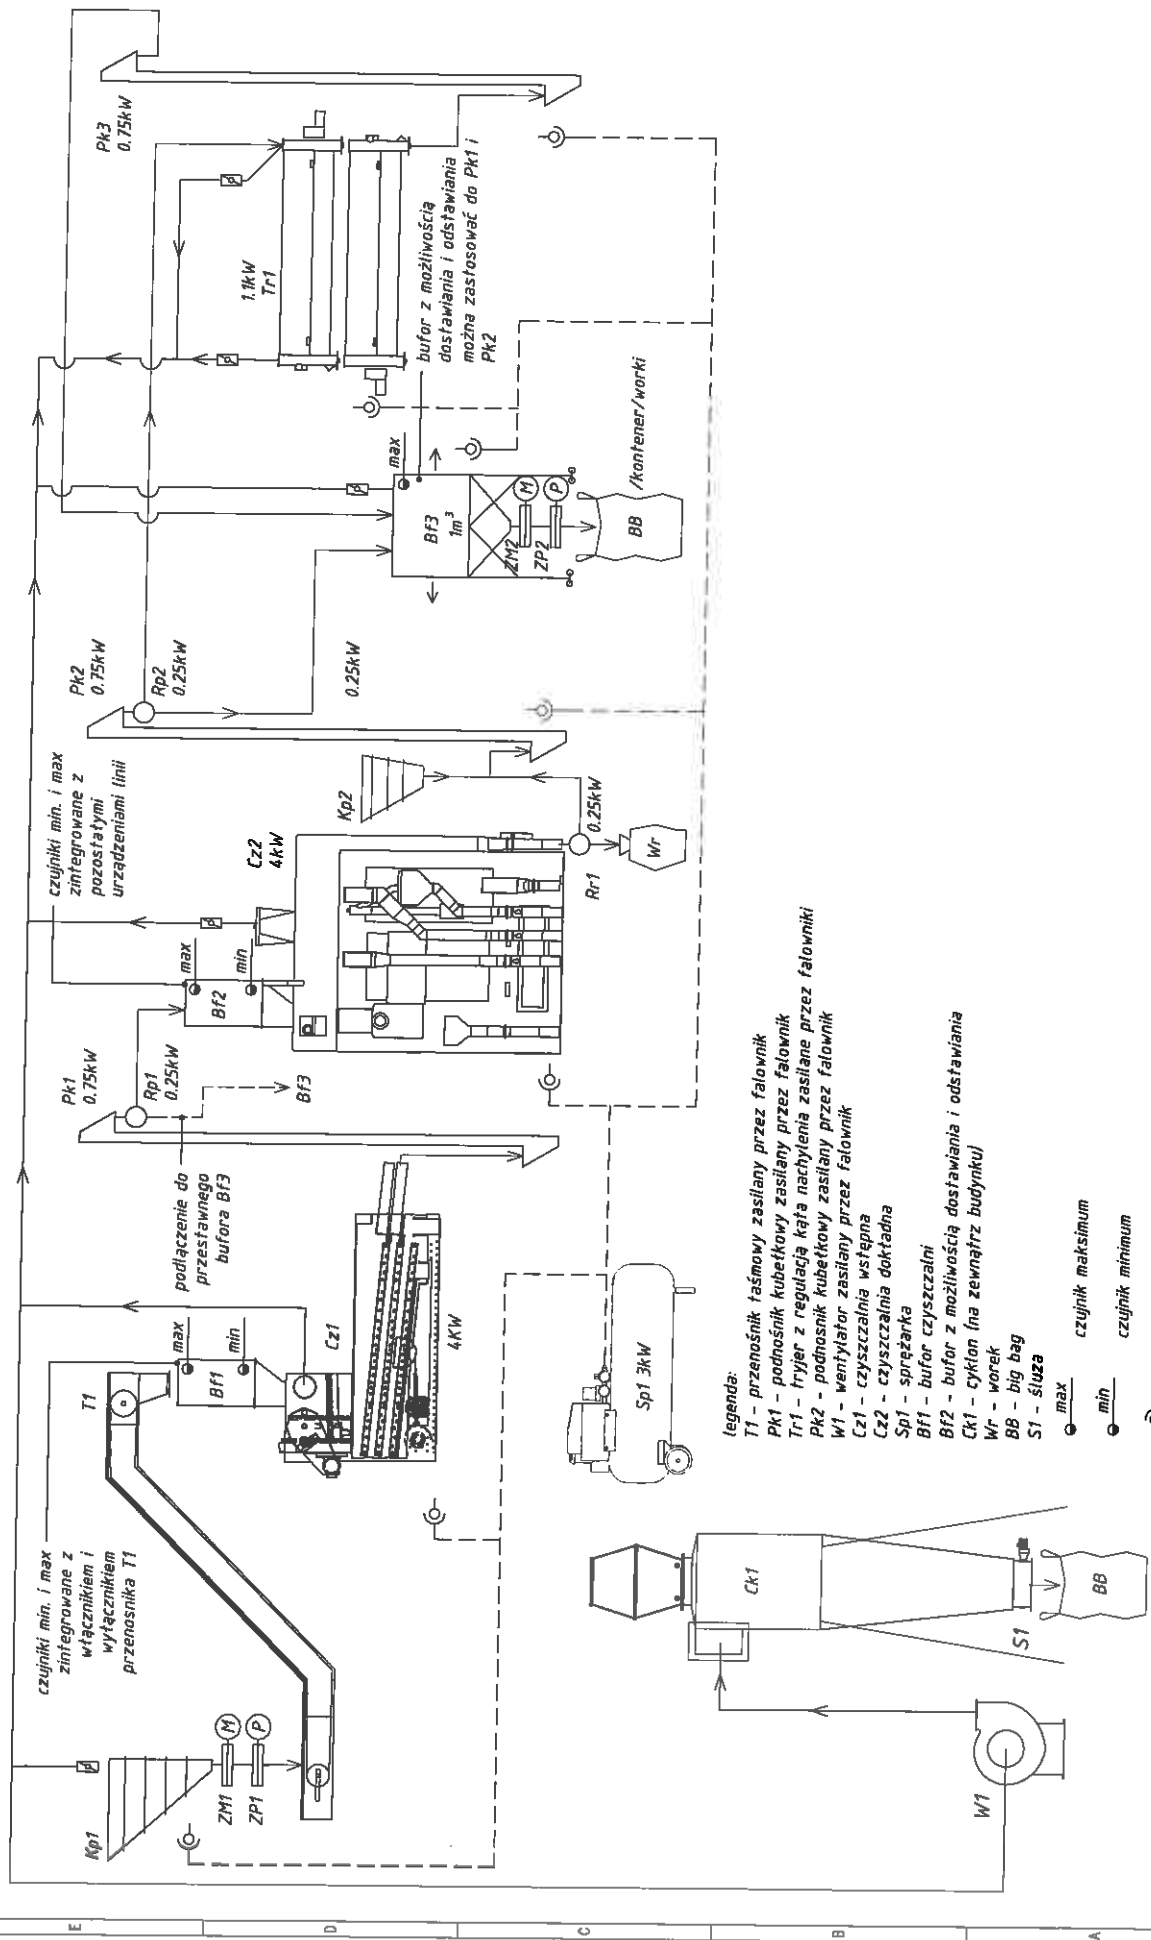 czujniki min. i max
zintegrowane z
włącznikiem i
wyłącznikiem
przenośnika T1
Kp1
ZM1
M
ZP1
P
T1
max
Bf1
min
Cz1
4KW
podłączenie do
przestawnego
bufora Bf3
Pk1
0.75kW
Rp1
0.25kW
Bf3
czujniki min. i max
zintegrowane z
pozostałymi
urządzeniami linii
max
Bf2
min
Cz2
4kW
Kp2
Rr1
0.25kW
Wr
Pk2
0.75kW
Rp2
0.25kW
0.25kW
max
Bf3
1m³
ZM2
M
ZP2
P
BB
/kontener/worki
bufor z możliwością
dostawiania i odstawiania
można zastosować do Pk1 i
Pk2
1.1kW
Tr1
Pk3
0.75kW
Sp1 3kW
Ck1
S1
BB
W1
legenda:
T1 - przenośnik taśmowy zasilany przez falownik
Pk1 - podnośnik kubełkowy zasilany przez falownik
Tr1 - tryjer z regulacją kąta nachylenia zasilane przez falowniki
Pk2 - podnosnik kubełkowy zasilany przez falownik
W1 - wentylator zasilany przez falownik
Cz1 - czyszczalnia wstępna
Cz2 - czyszczalnia dokładna
Sp1 - sprężarka
Bf1 - bufor czyszczalni
Bf2 - bufor z możliwością dostawiania i odstawiania
Ck1 - cyklon (na zewnątrz budynku)
Wr - worek
BB - big bag
S1 - śluza
max
czujnik maksimum
min
czujnik minimum
E
D
C
B
A